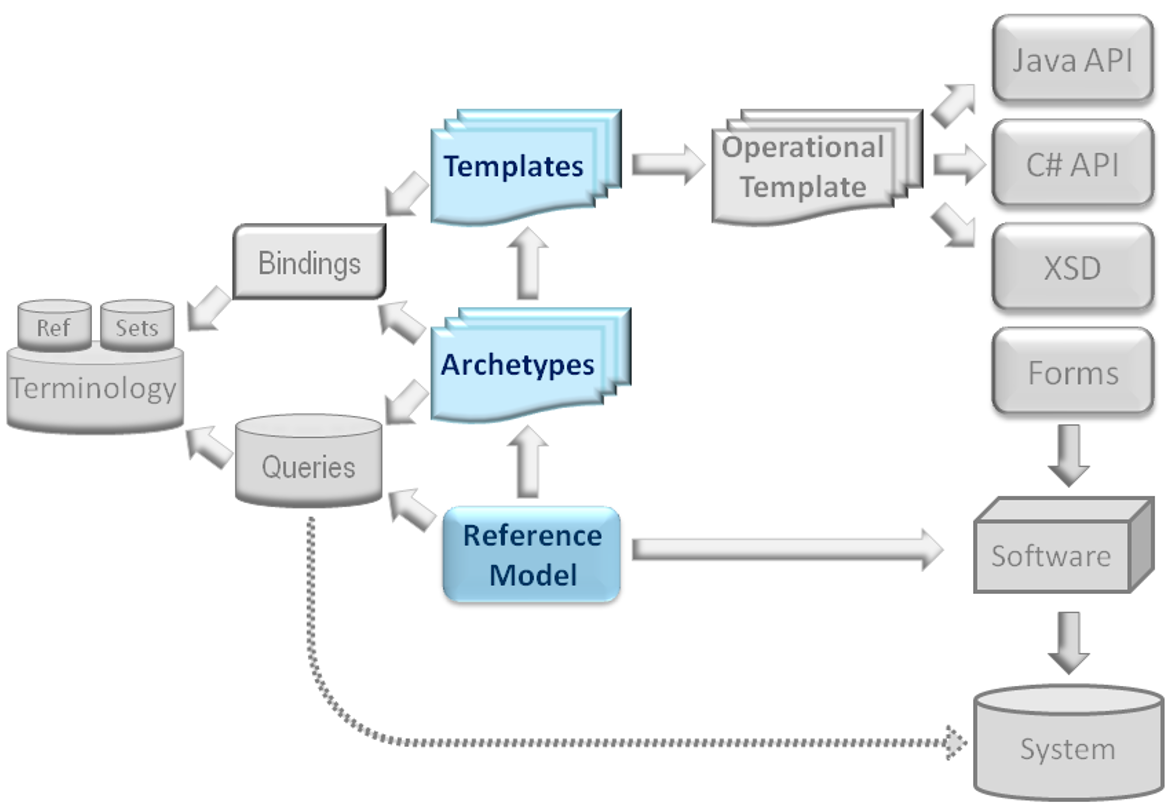 Java API
Operational
Template
Templates
C# API
Bindings
XSD
Ref
Sets
Archetypes
Forms
Terminology
Queries
Reference
Model
Software
System